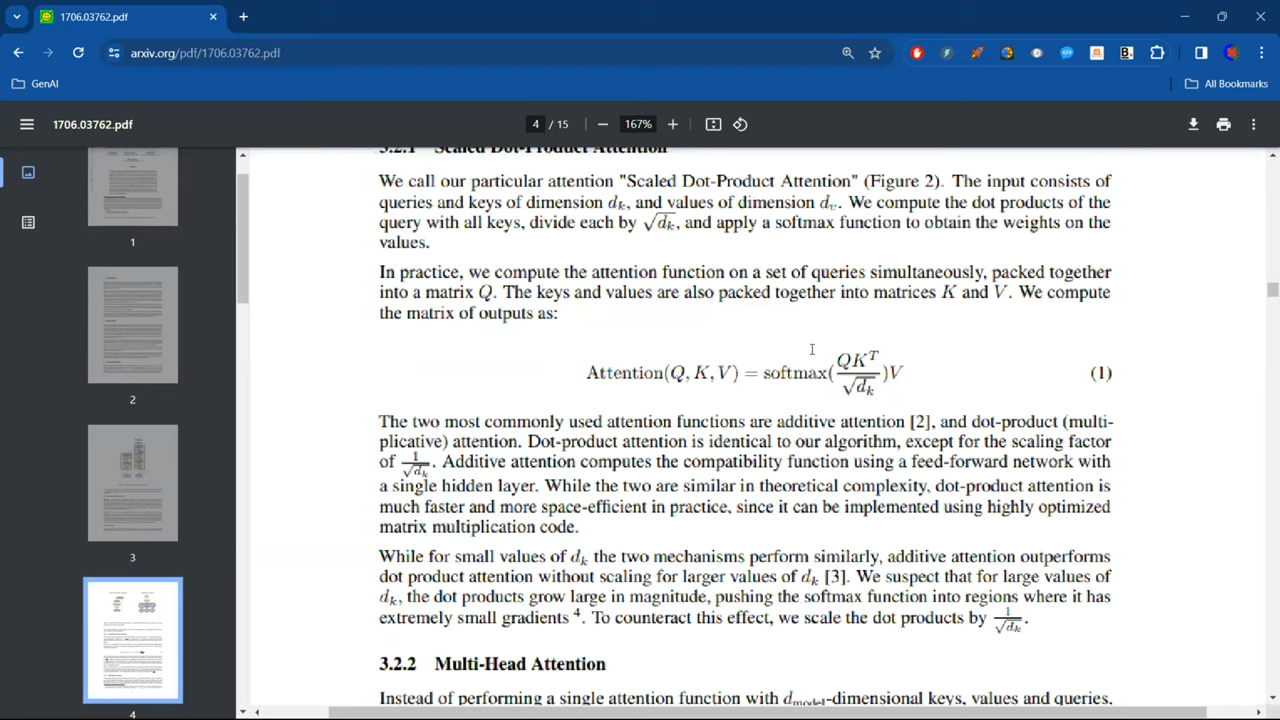 1706.03762.pdf
arxiv.org/pdf/1706.03762.pdf
B.
GenAI
All Bookmarks
1706.03762.pdf
4 / 15
167%
1
2
3
4
3.2.1 Scaled Dot-Product Attention
We call our particular attention "Scaled Dot-Product Attention" (Figure 2). The input consists of
queries and keys of dimension dₖ, and values of dimension dᵥ. We compute the dot products of the
query with all keys, divide each by √dₖ, and apply a softmax function to obtain the weights on the
values.
In practice, we compute the attention function on a set of queries simultaneously, packed together
into a matrix Q. The keys and values are also packed together into matrices K and V. We compute
the matrix of outputs as:
Attention(Q, K, V) = softmax(QKᵀ/√dₖ)V (1)
The two most commonly used attention functions are additive attention [2], and dot-product (multi-
plicative) attention. Dot-product attention is identical to our algorithm, except for the scaling factor
of 1/√dₖ. Additive attention computes the compatibility function using a feed-forward network with
a single hidden layer. While the two are similar in theoretical complexity, dot-product attention is
much faster and more space-efficient in practice, since it can be implemented using highly optimized
matrix multiplication code.
While for small values of dₖ the two mechanisms perform similarly, additive attention outperforms
dot product attention without scaling for larger values of dₖ [3]. We suspect that for large values of
dₖ, the dot products grow large in magnitude, pushing the softmax function into regions where it has
extremely small gradients ⁴. To counteract this effect, we scale the dot products by 1/√dₖ.
3.2.2 Multi-Head Attention
Instead of performing a single attention function with d_model-dimensional keys, values and queries,